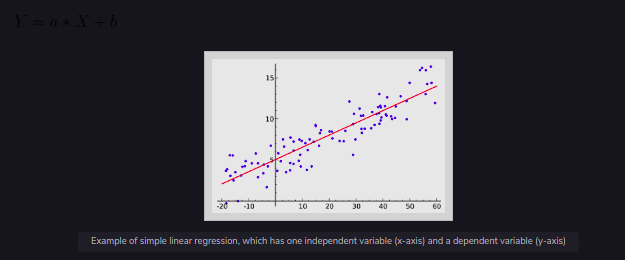 Y = a ∗ X + b
15
10
5
-20 -10 10 20 30 40 50 60
Example of simple linear regression, which has one independent variable (x-axis) and a dependent variable (y-axis)